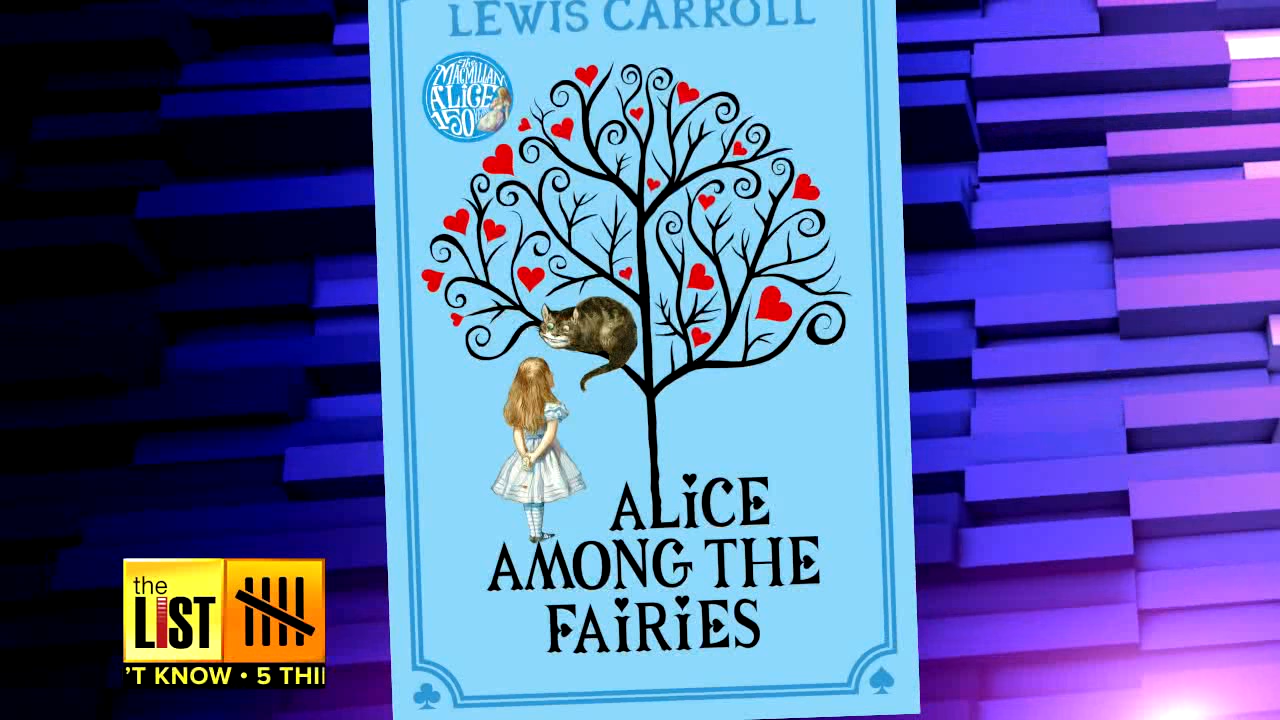 LEWIS CARROLL
The
MACMILLAN
ALICE
150
ALICE
AMONG THE
FAIRIES
the
LIST
'T KNOW • 5 THI